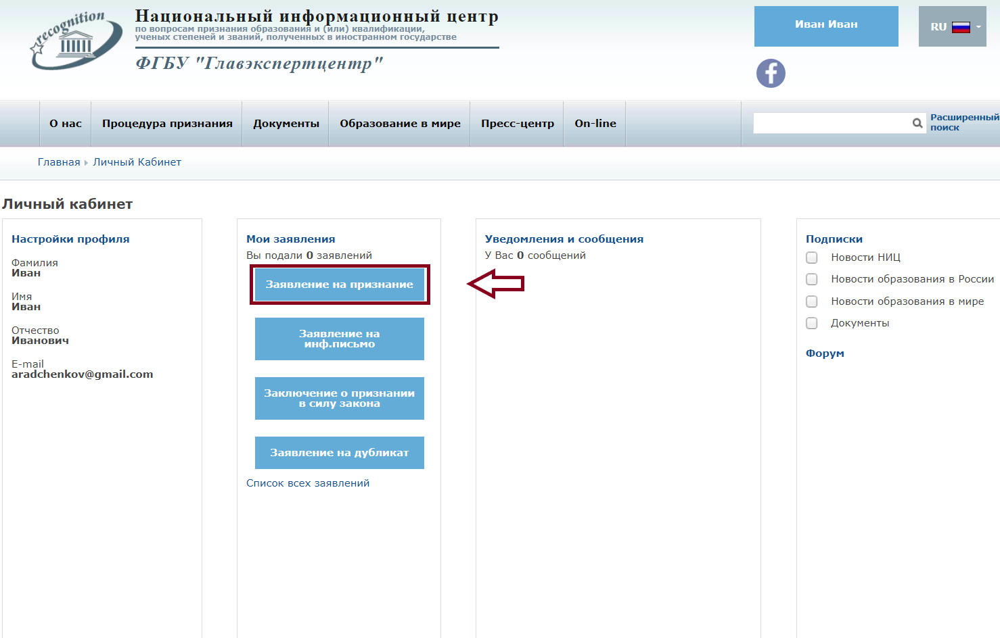 recognition
Национальный информационный центр
по вопросам признания образования и (или) квалификации,
ученых степеней и званий, полученных в иностранном государстве
ФГБУ "Главэкспертцентр"
Иван Иван
RU
f
О нас
Процедура признания
Документы
Образование в мире
Пресс-центр
On-line
Расширенный
поиск
Главная
Личный Кабинет
Личный кабинет
Настройки профиля
Фамилия
Иван
Имя
Иван
Отчество
Иванович
E-mail
aradchenkov@gmail.com
Мои заявления
Вы подали 0 заявлений
Заявление на признание
Заявление на
инф.письмо
Заключение о признании
в силу закона
Заявление на дубликат
Список всех заявлений
Уведомления и сообщения
У Вас 0 сообщений
Подписки
Новости НИЦ
Новости образования в России
Новости образования в мире
Документы
Форум